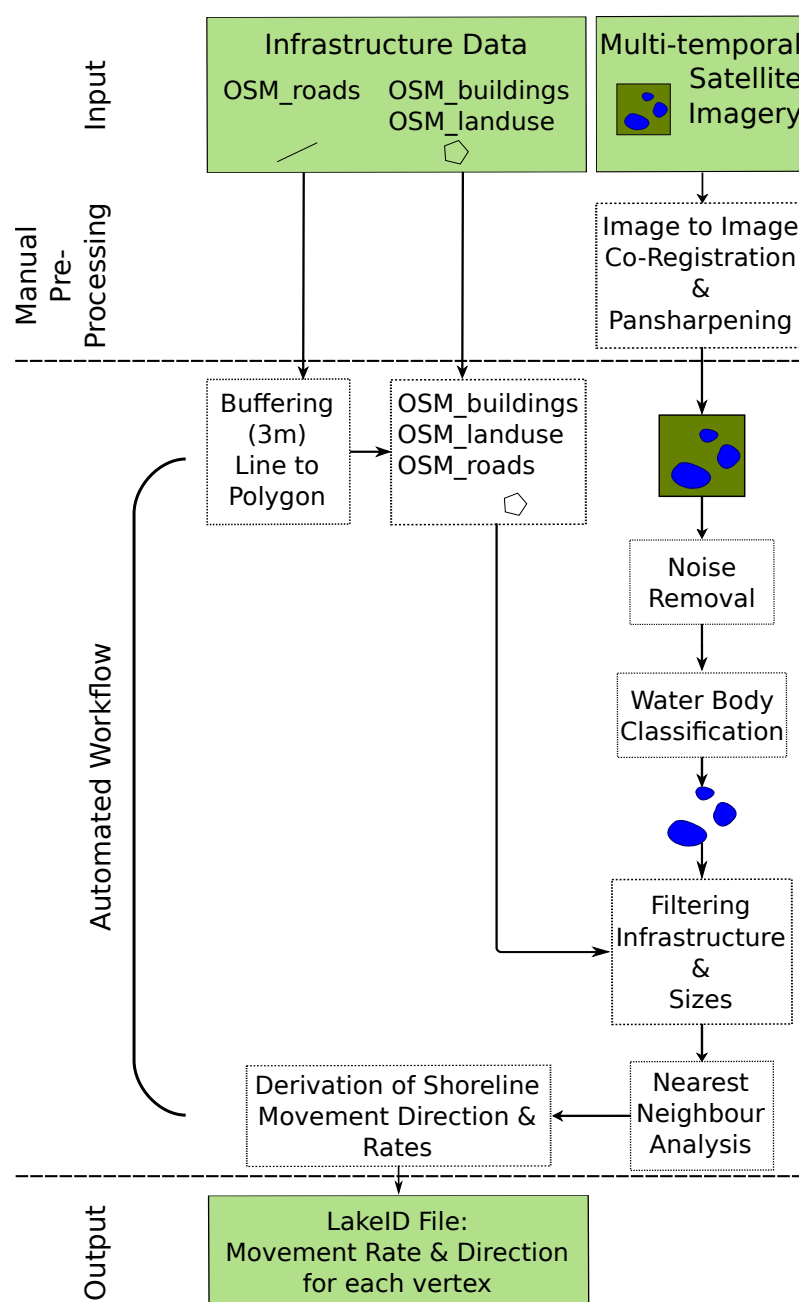 Input
Infrastructure Data
OSM_roads
OSM_buildings
OSM_landuse
Multi-temporal
Satellite
Imagery
Manual
Pre-
Processing
Image to Image
Co-Registration
&
Pansharpening
Automated Workflow
Buffering
(3m)
Line to
Polygon
OSM_buildings
OSM_landuse
OSM_roads
Noise
Removal
Water Body
Classification
Filtering
Infrastructure
&
Sizes
Nearest
Neighbour
Analysis
Derivation of Shoreline
Movement Direction &
Rates
Output
LakeID File:
Movement Rate & Direction
for each vertex